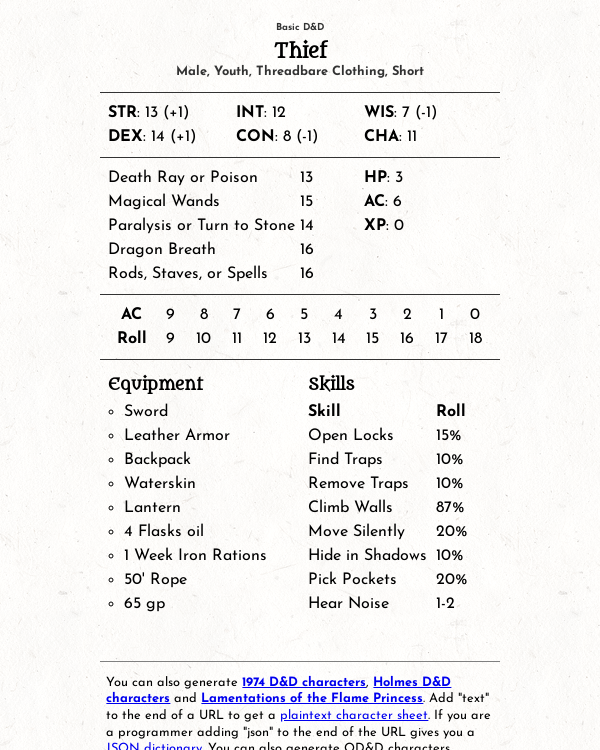 Basic D&D
Thief
Male, Youth, Threadbare Clothing, Short
STR: 13 (+1) INT: 12 WIS: 7 (-1)
DEX: 14 (+1) CON: 8 (-1) CHA: 11
Death Ray or Poison 13 HP: 3
Magical Wands 15 AC: 6
Paralysis or Turn to Stone 14 XP: 0
Dragon Breath 16
Rods, Staves, or Spells 16
AC 9 8 7 6 5 4 3 2 1 0
Roll 9 10 11 12 13 14 15 16 17 18
Equipment Skills
Sword Skill Roll
Leather Armor Open Locks 15%
Backpack Find Traps 10%
Waterskin Remove Traps 10%
Lantern Climb Walls 87%
4 Flasks oil Move Silently 20%
1 Week Iron Rations Hide in Shadows 10%
50' Rope Pick Pockets 20%
65 gp Hear Noise 1-2
You can also generate 1974 D&D characters, Holmes D&D
characters and Lamentations of the Flame Princess. Add "text"
to the end of a URL to get a plaintext character sheet. If you are
a programmer adding "json" to the end of the URL gives you a
JSON dictionary. You can also generate OD&D characters